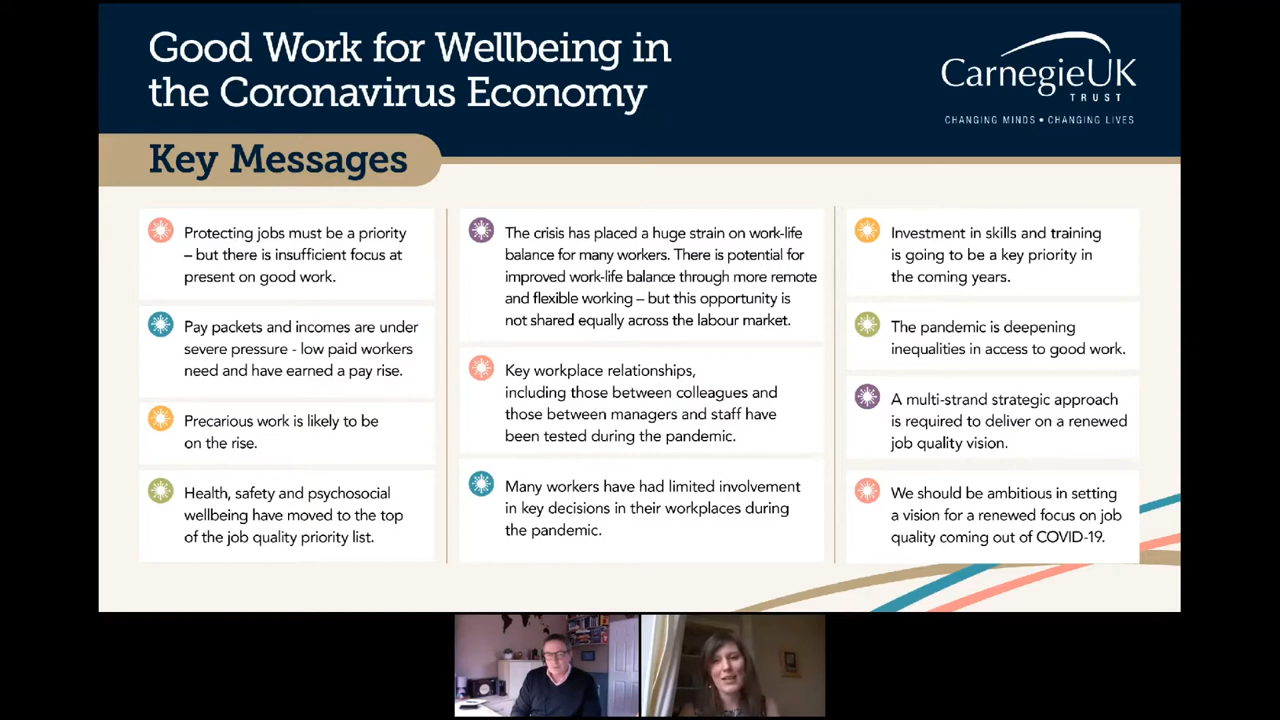 Good Work for Wellbeing in
the Coronavirus Economy
CarnegieUK
TRUST
CHANGING MINDS • CHANGING LIVES
Key Messages
Protecting jobs must be a priority
– but there is insufficient focus at
present on good work.
Pay packets and incomes are under
severe pressure - low paid workers
need and have earned a pay rise.
Precarious work is likely to be
on the rise.
Health, safety and psychosocial
wellbeing have moved to the top
of the job quality priority list.
The crisis has placed a huge strain on work-life
balance for many workers. There is potential for
improved work-life balance through more remote
and flexible working – but this opportunity is
not shared equally across the labour market.
Key workplace relationships,
including those between colleagues and
those between managers and staff have
been tested during the pandemic.
Many workers have had limited involvement
in key decisions in their workplaces during
the pandemic.
Investment in skills and training
is going to be a key priority in
the coming years.
The pandemic is deepening
inequalities in access to good work.
A multi-strand strategic approach
is required to deliver on a renewed
job quality vision.
We should be ambitious in setting
a vision for a renewed focus on job
quality coming out of COVID-19.